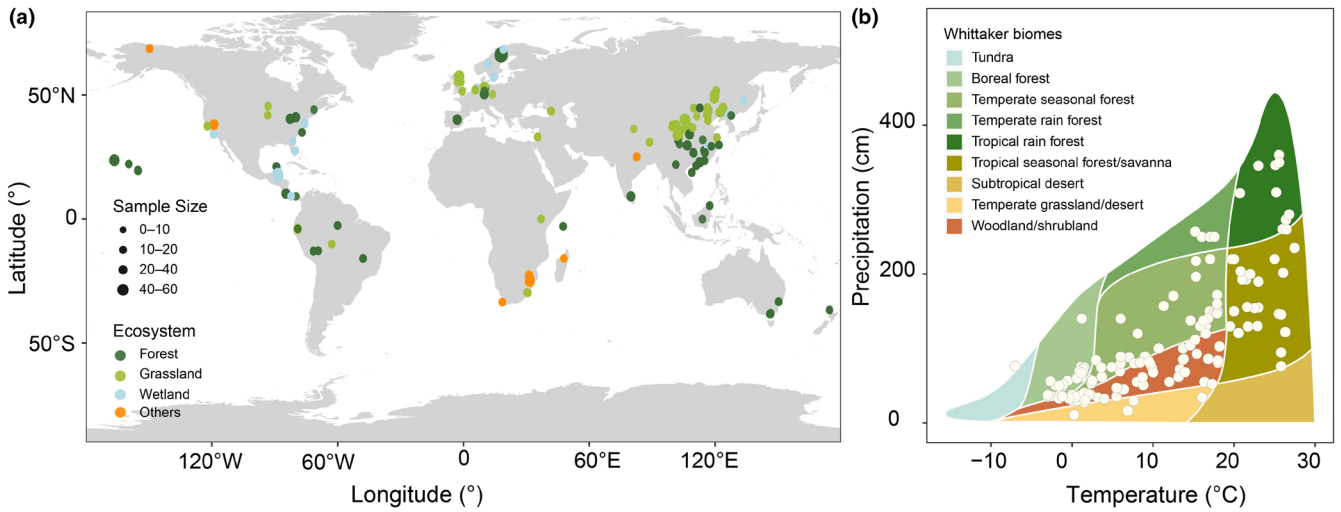 (a)
50°N
0
50°S
Latitude (°)
Sample Size
0–10
10–20
20–40
40–60
Ecosystem
Forest
Grassland
Wetland
Others
120°W
60°W
0
60°E
120°E
Longitude (°)
(b)
Whittaker biomes
Tundra
Boreal forest
Temperate seasonal forest
Temperate rain forest
Tropical rain forest
Tropical seasonal forest/savanna
Subtropical desert
Temperate grassland/desert
Woodland/shrubland
400
200
0
Precipitation (cm)
−10
0
10
20
30
Temperature (°C)